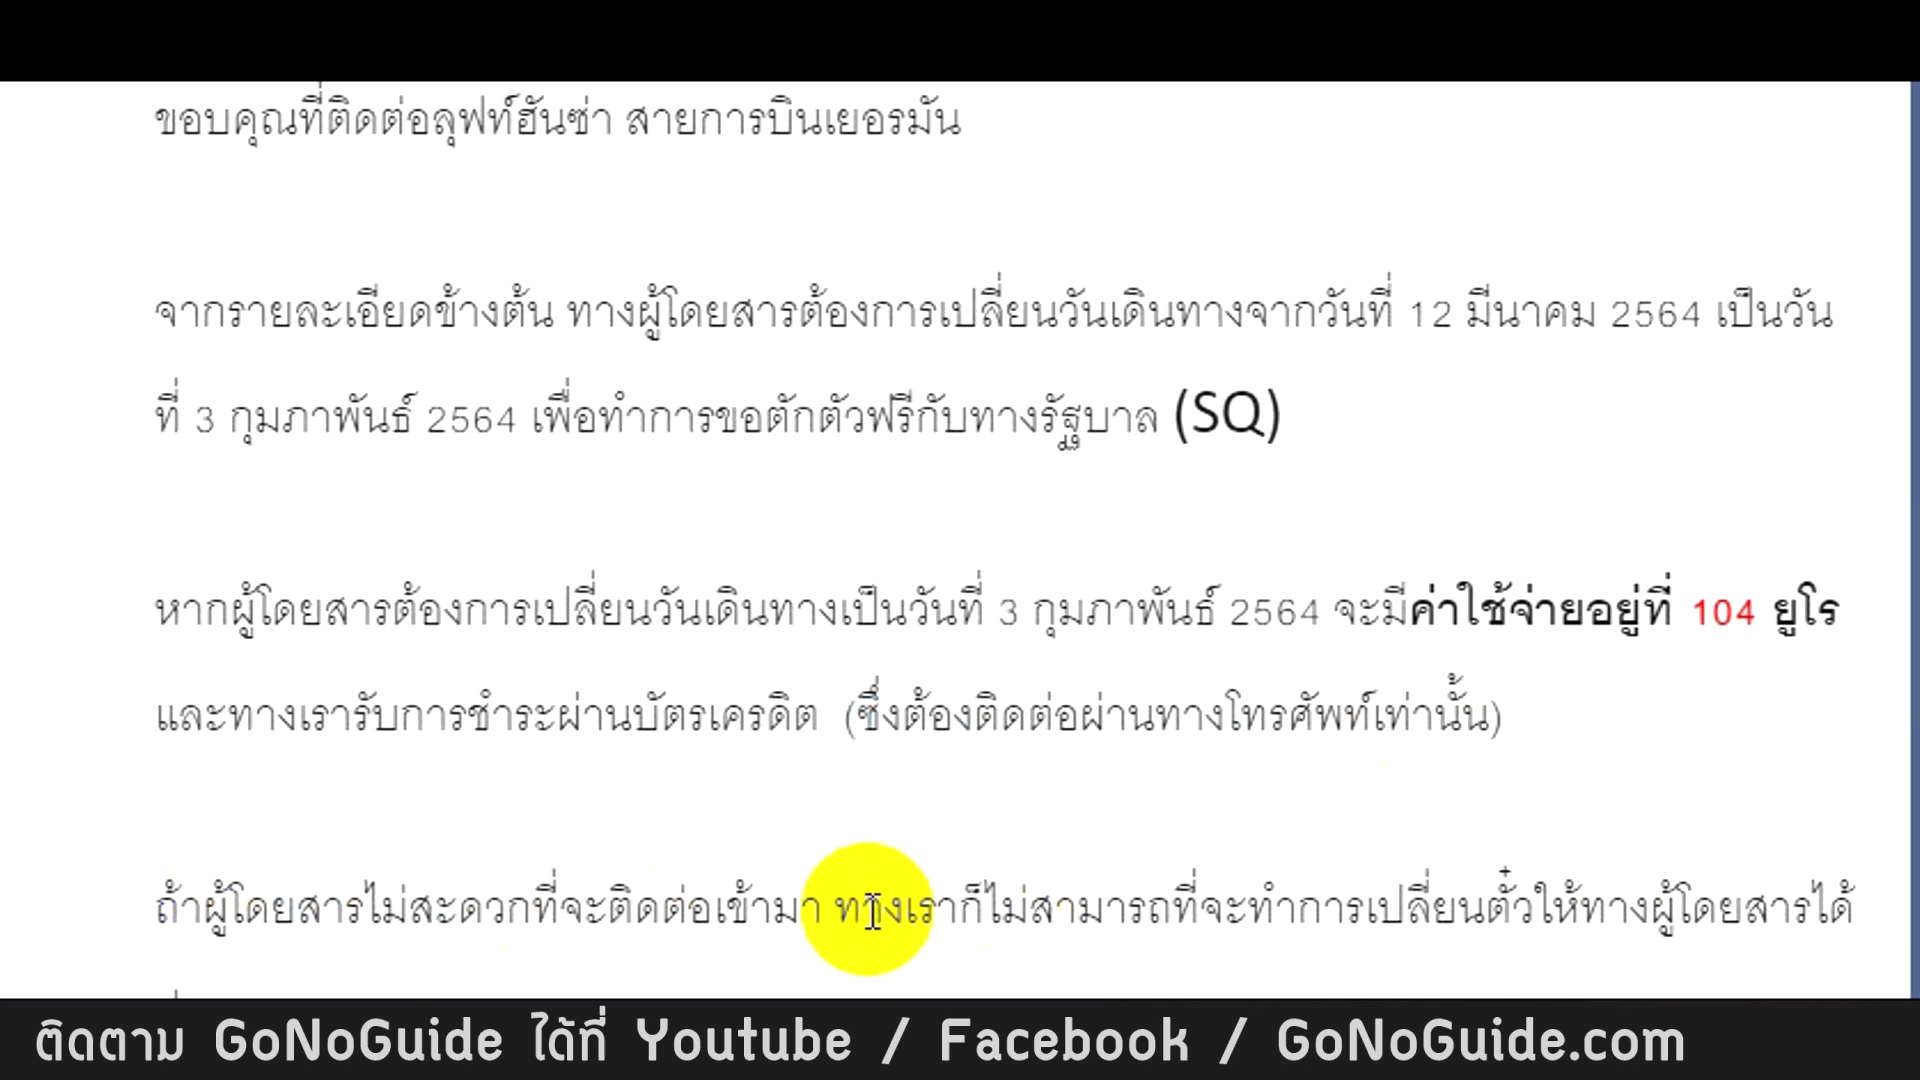 ขอบคุณที่ติดต่อลุฟท์ฮันซ่า สายการบินเยอรมัน
จากรายละเอียดข้างต้น ทางผู้โดยสารต้องการเปลี่ยนวันเดินทางจากวันที่ 12 มีนาคม 2564 เป็นวัน
ที่ 3 กุมภาพันธ์ 2564 เพื่อทำการขอตักตัวฟรีกับทางรัฐบาล (SQ)
หากผู้โดยสารต้องการเปลี่ยนวันเดินทางเป็นวันที่ 3 กุมภาพันธ์ 2564 จะมีค่าใช้จ่ายอยู่ที่ 104 ยูโร
และทางเรารับการชำระผ่านบัตรเครดิต (ซึ่งต้องติดต่อผ่านทางโทรศัพท์เท่านั้น)
ถ้าผู้โดยสารไม่สะดวกที่จะติดต่อเข้ามา ทางเราก็ไม่สามารถที่จะทำการเปลี่ยนตั๋วให้ทางผู้โดยสารได้
ติดตาม GoNoGuide ได้ที่ Youtube / Facebook / GoNoGuide.com